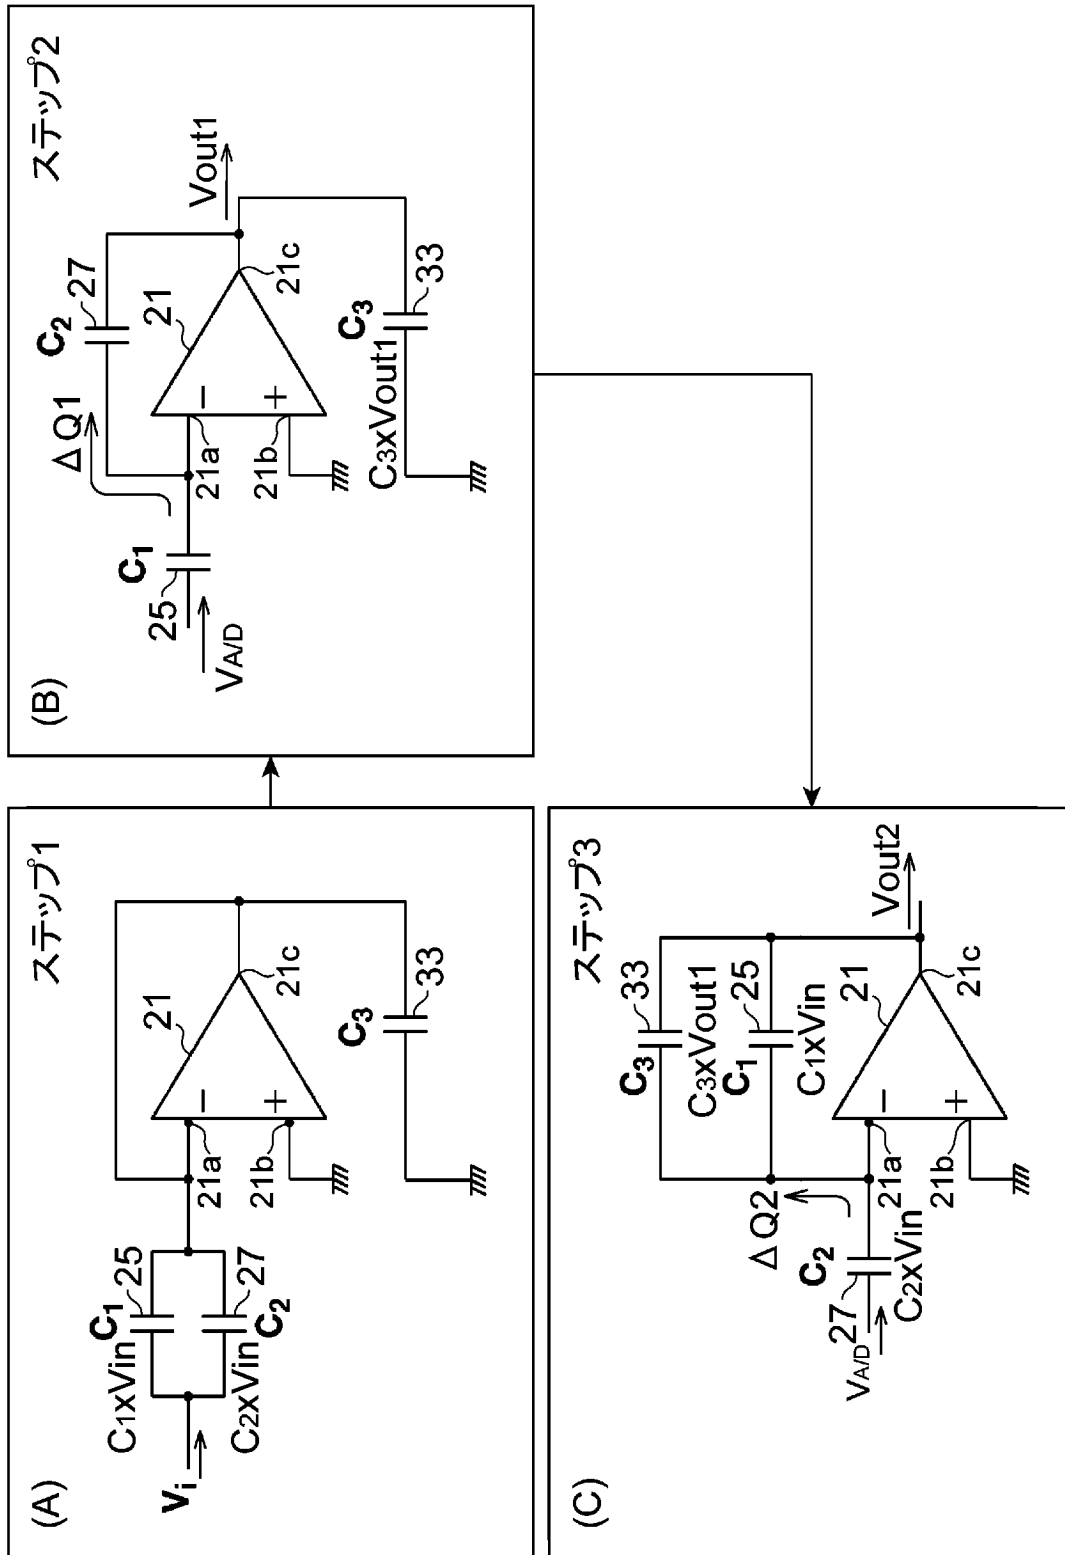 (A)
ステップ1
Vi
C1xVin
C1
25
C2xVin
C2
27
21
21a
21b
21c
C3
33
(B)
ステップ2
VA/D
25
C1
ΔQ1
C2
27
21
21a
21b
21c
Vout1
C3
33
C3xVout1
(C)
ステップ3
VA/D
27
C2
C2xVin
ΔQ2
C3
33
C3xVout1
C1
25
C1xVin
21
21a
21b
21c
Vout2